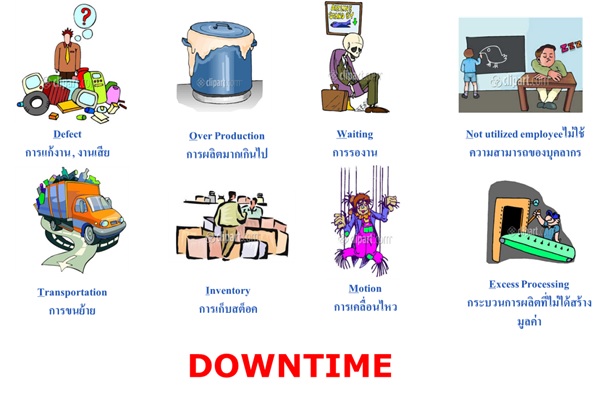 ?
Defect
การแก้งาน , งานเสีย
Over Production
การผลิตมากเกินไป
Waiting
การรองาน
ZZZ
Not utilized employeeไม่ใช้
ความสามารถของบุคลากร
Transportation
การขนย้าย
Inventory
การเก็บสต็อค
Motion
การเคลื่อนไหว
Excess Processing
กระบวนการผลิตที่ไม่ได้สร้าง
มูลค่า
DOWNTIME